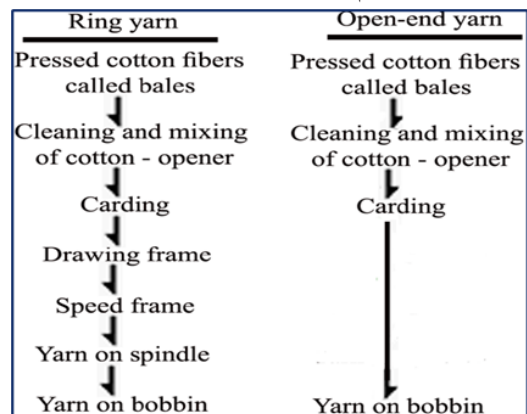 Ring yarn
Pressed cotton fibers
called bales
Cleaning and mixing
of cotton - opener
Carding
Drawing frame
Speed frame
Yarn on spindle
Yarn on bobbin
Open-end yarn
Pressed cotton fibers
called bales
Cleaning and mixing
of cotton - opener
Carding
Yarn on bobbin